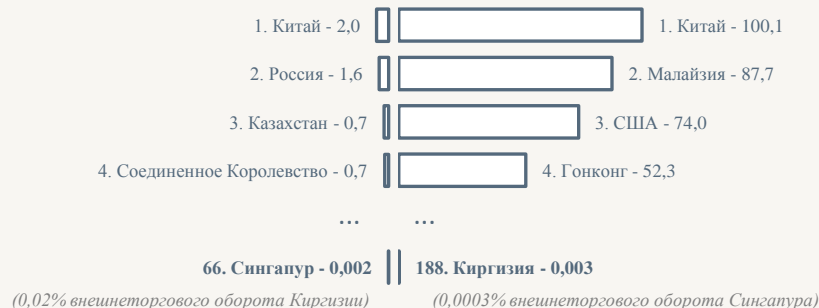 1. Китай - 2,0
1. Китай - 100,1
2. Россия - 1,6
2. Малайзия - 87,7
3. Казахстан - 0,7
3. США - 74,0
4. Соединенное Королевство - 0,7
4. Гонконг - 52,3
... ...
66. Сингапур - 0,002
188. Киргизия - 0,003
(0,02% внешнеторгового оборота Киргизии)
(0,0003% внешнеторгового оборота Сингапура)